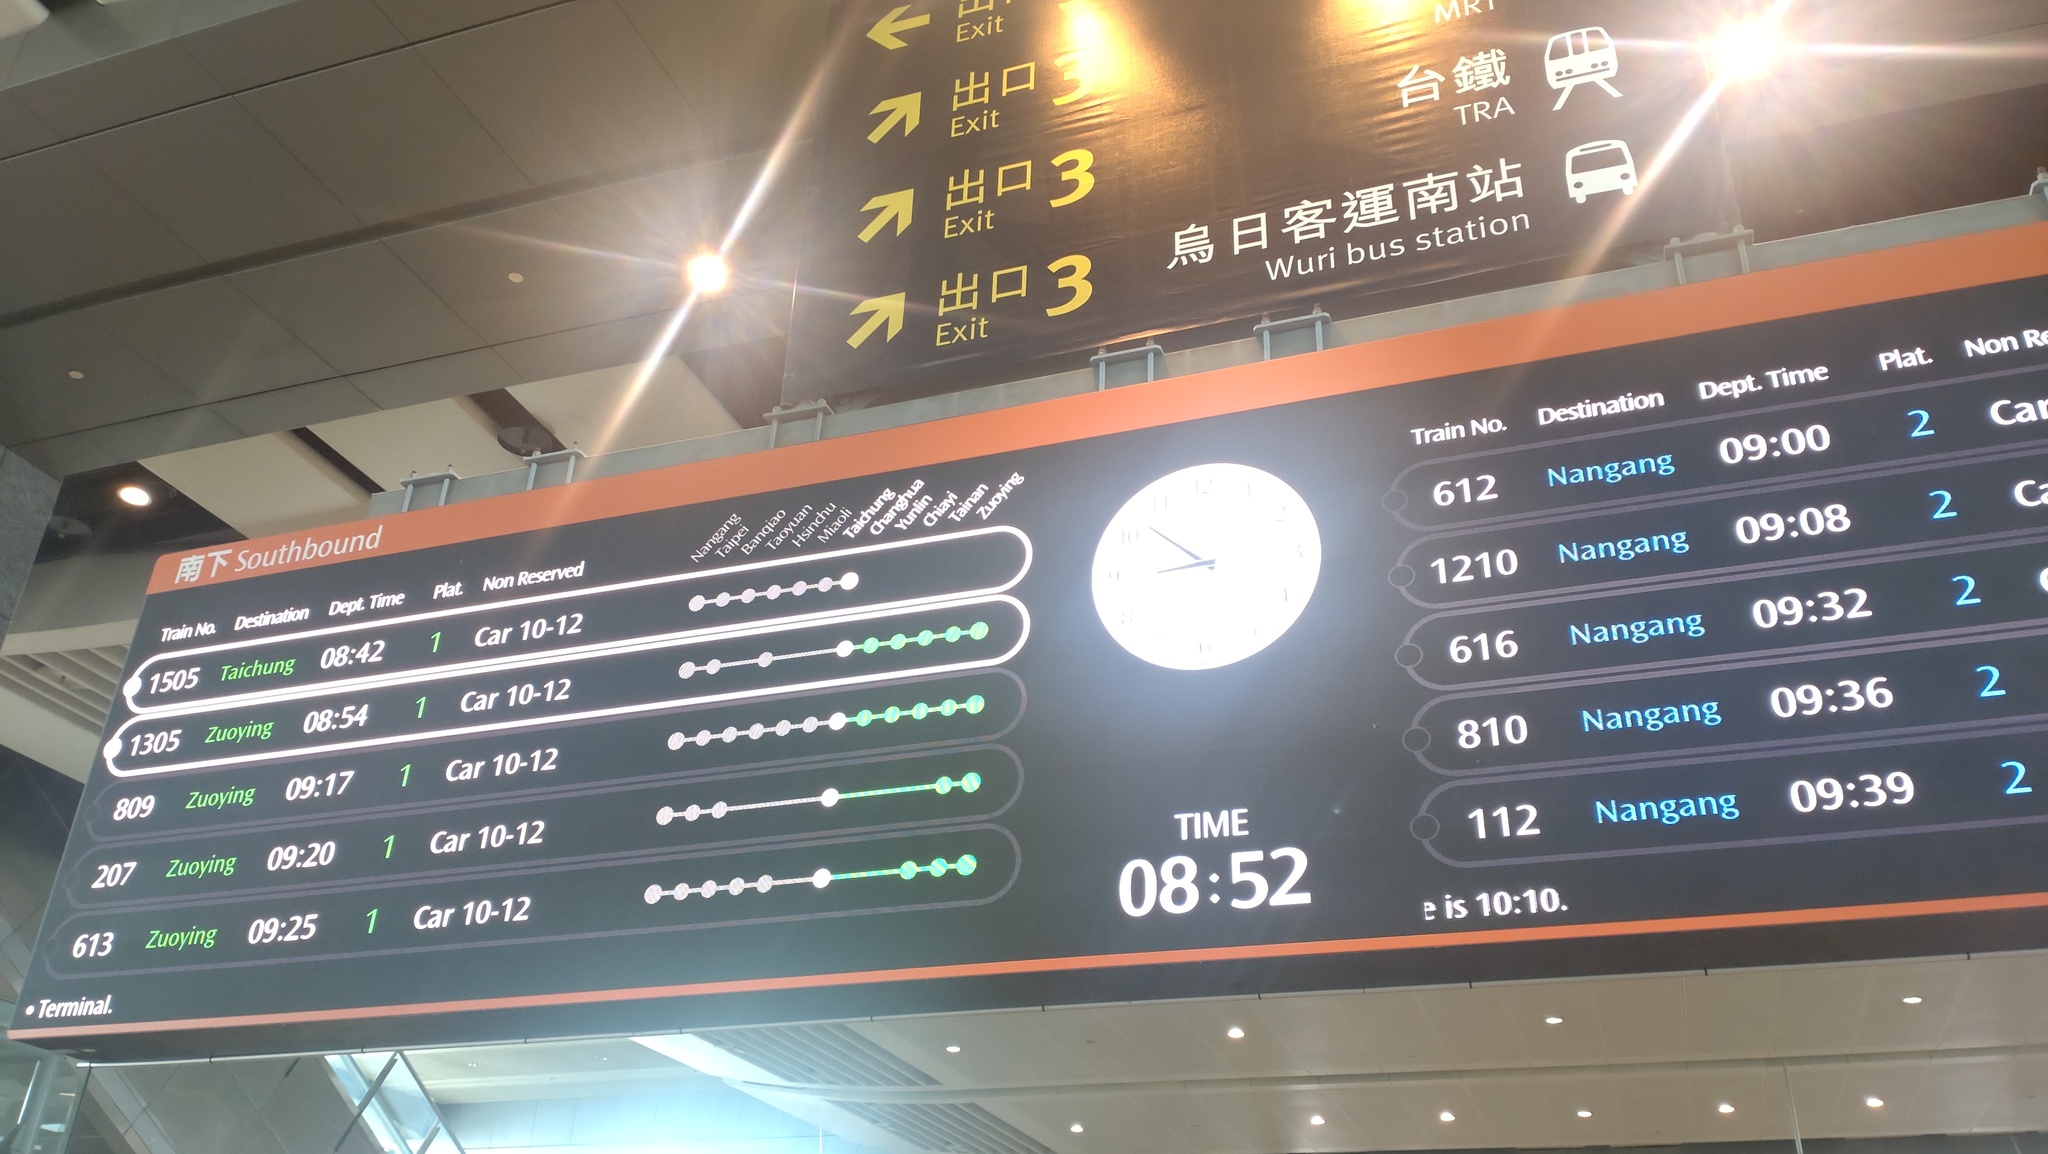 出口
Exit
MRT
出口 3
Exit
台鐵
TRA
出口 3
Exit
烏日客運南站
Wuri bus station
出口 3
Exit
南下 Southbound
Train No. Destination Dept. Time Plat. Non Reserved
Nangang
Taipei
Banqiao
Taoyuan
Hsinchu
Miaoli
Taichung
Changhua
Yunlin
Chiayi
Tainan
Zuoying
1505 Taichung 08:42 1 Car 10-12
1305 Zuoying 08:54 1 Car 10-12
809 Zuoying 09:17 1 Car 10-12
207 Zuoying 09:20 1 Car 10-12
613 Zuoying 09:25 1 Car 10-12
• Terminal.
TIME
08:52
Train No. Destination Dept. Time Plat. Non
612 Nangang 09:00 2 Car
1210 Nangang 09:08 2
616 Nangang 09:32 2
810 Nangang 09:36 2
112 Nangang 09:39 2
e is 10:10.